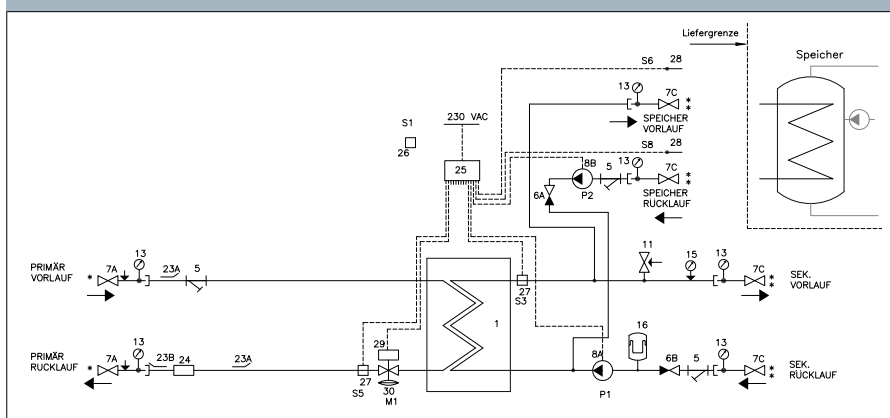 Liefergrenze
Speicher
S6 28
13
7C *
*
230 VAC
S1
SPEICHER
VORLAUF
26
25
S8 28
8B 5 13 7C *
*
6A
P2
SPEICHER
RÜCKLAUF
PRIMÄR
VORLAUF
* 7A 13 23A 5
11 15 13 7C *
*
27
S3
SEK.
VORLAUF
1
PRIMÄR
RUCKLAUF
* 7A 13 23B 24 23A
29
27
S5
30
M1
8A 16 6B 5 13 7C *
*
P1
SEK.
RÜCKLAUF